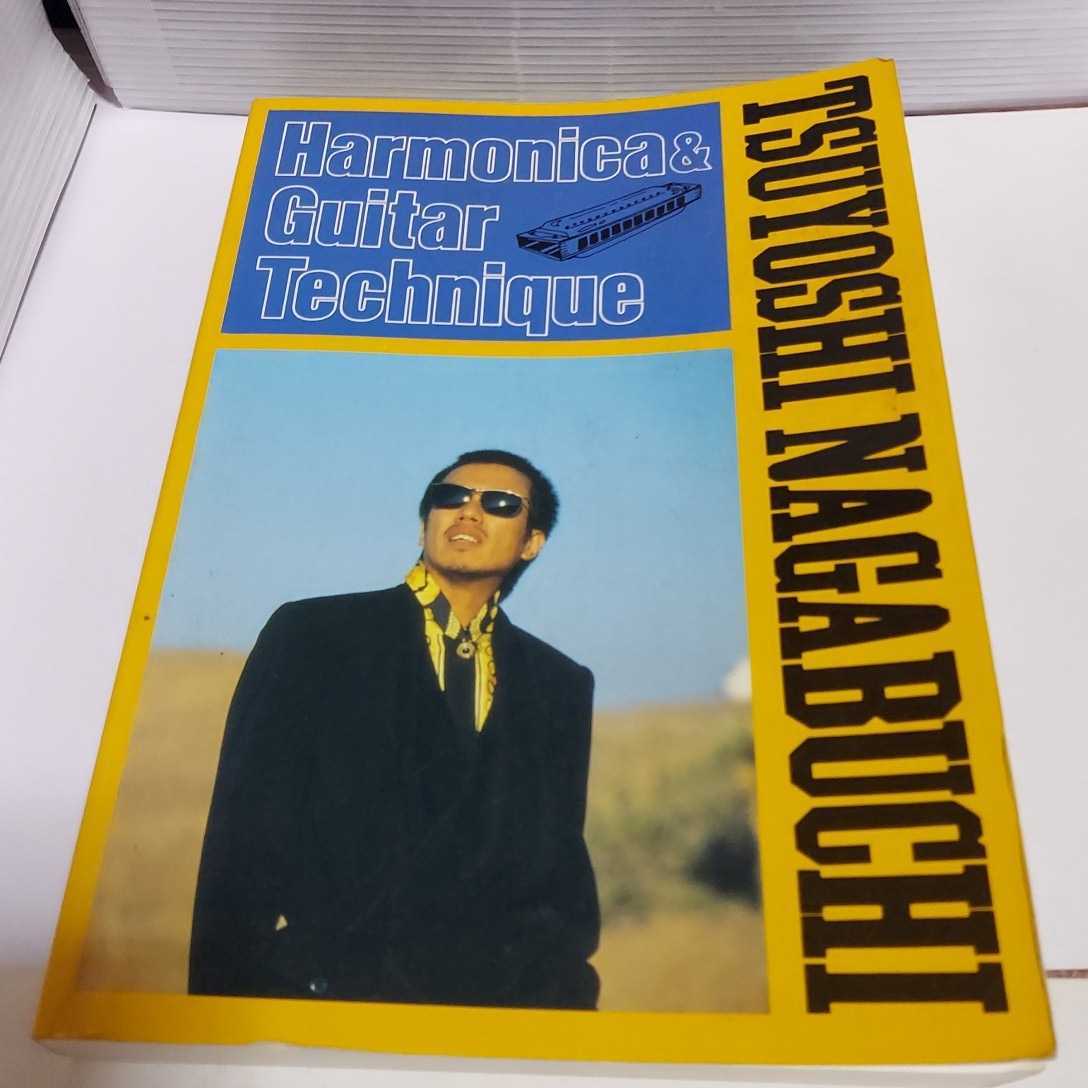 Harmonica &
Guitar
Technique
TSUYOSHI NAGABUCHI